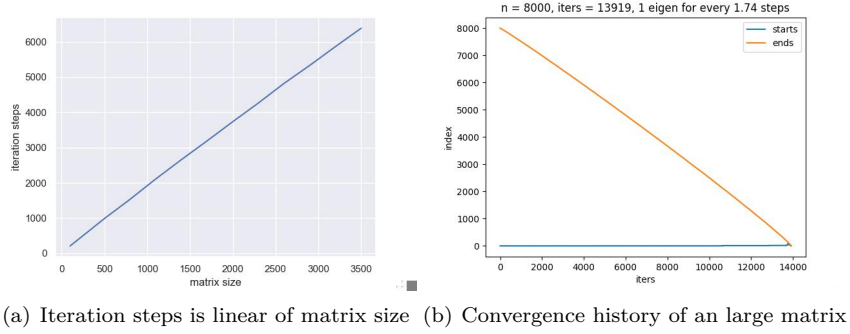 n = 8000, iters = 13919, 1 eigen for every 1.74 steps
6000
5000
4000
3000
2000
1000
0
iteration steps
0 500 1000 1500 2000 2500 3000 3500
matrix size
8000
7000
6000
5000
4000
3000
2000
1000
0
index
starts
ends
0 2000 4000 6000 8000 10000 12000 14000
iters
(a) Iteration steps is linear of matrix size
(b) Convergence history of an large matrix